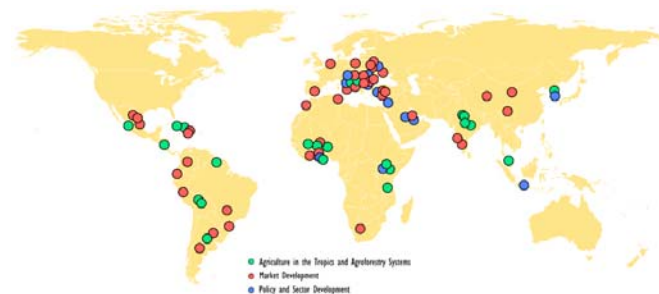 Agriculture in the Tropics and Agroforestry Systems
Market Development
Policy and Sector Development